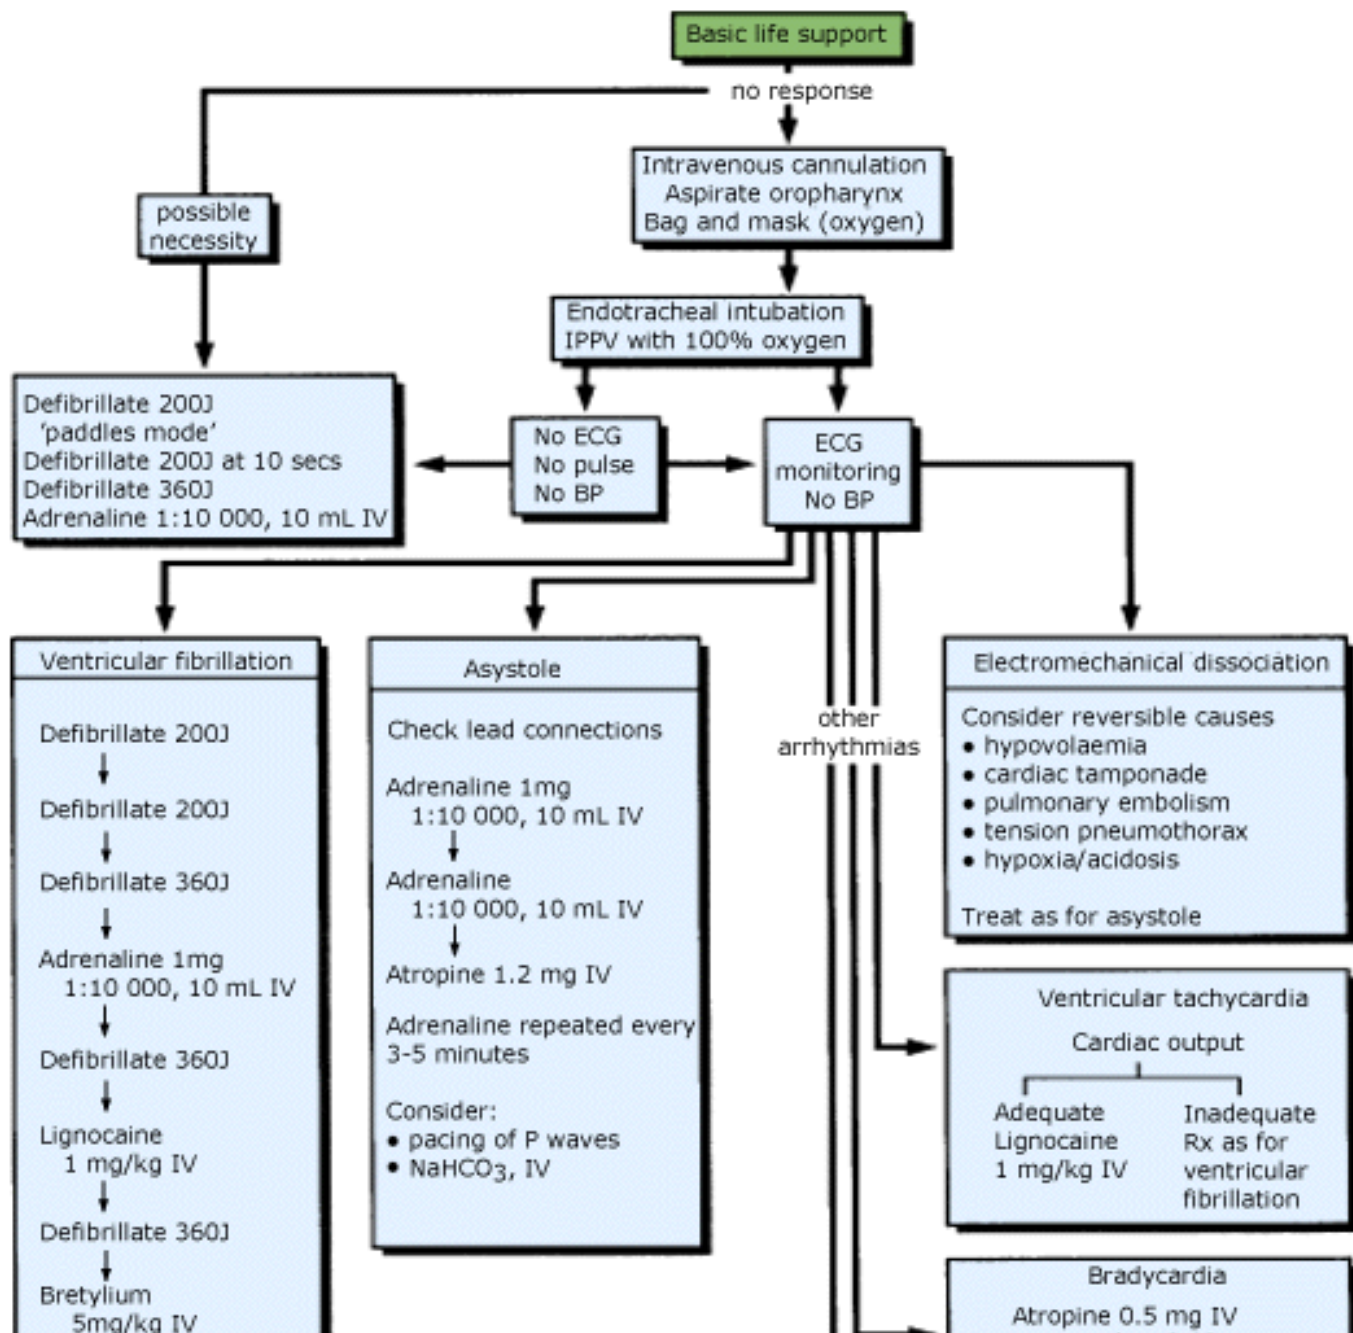 Basic life support
no response
Intravenous cannulation
Aspirate oropharynx
Bag and mask (oxygen)
possible
necessity
Endotracheal intubation
IPPV with 100% oxygen
Defibrillate 200J
'paddles mode'
Defibrillate 200J at 10 secs
Defibrillate 360J
Adrenaline 1:10 000, 10 mL IV
No ECG
No pulse
No BP
ECG
monitoring
No BP
Ventricular fibrillation
Defibrillate 200J
Defibrillate 200J
Defibrillate 360J
Adrenaline 1mg
1:10 000, 10 mL IV
Defibrillate 360J
Lignocaine
1 mg/kg IV
Defibrillate 360J
Bretylium
5mg/kg IV
Asystole
Check lead connections
Adrenaline 1mg
1:10 000, 10 mL IV
Adrenaline
1:10 000, 10 mL IV
Atropine 1.2 mg IV
Adrenaline repeated every
3-5 minutes
Consider:
• pacing of P waves
• NaHCO3, IV
other
arrhythmias
Electromechanical dissociation
Consider reversible causes
• hypovolaemia
• cardiac tamponade
• pulmonary embolism
• tension pneumothorax
• hypoxia/acidosis
Treat as for asystole
Ventricular tachycardia
Cardiac output
Adequate
Lignocaine
1 mg/kg IV
Inadequate
Rx as for
ventricular
fibrillation
Bradycardia
Atropine 0.5 mg IV